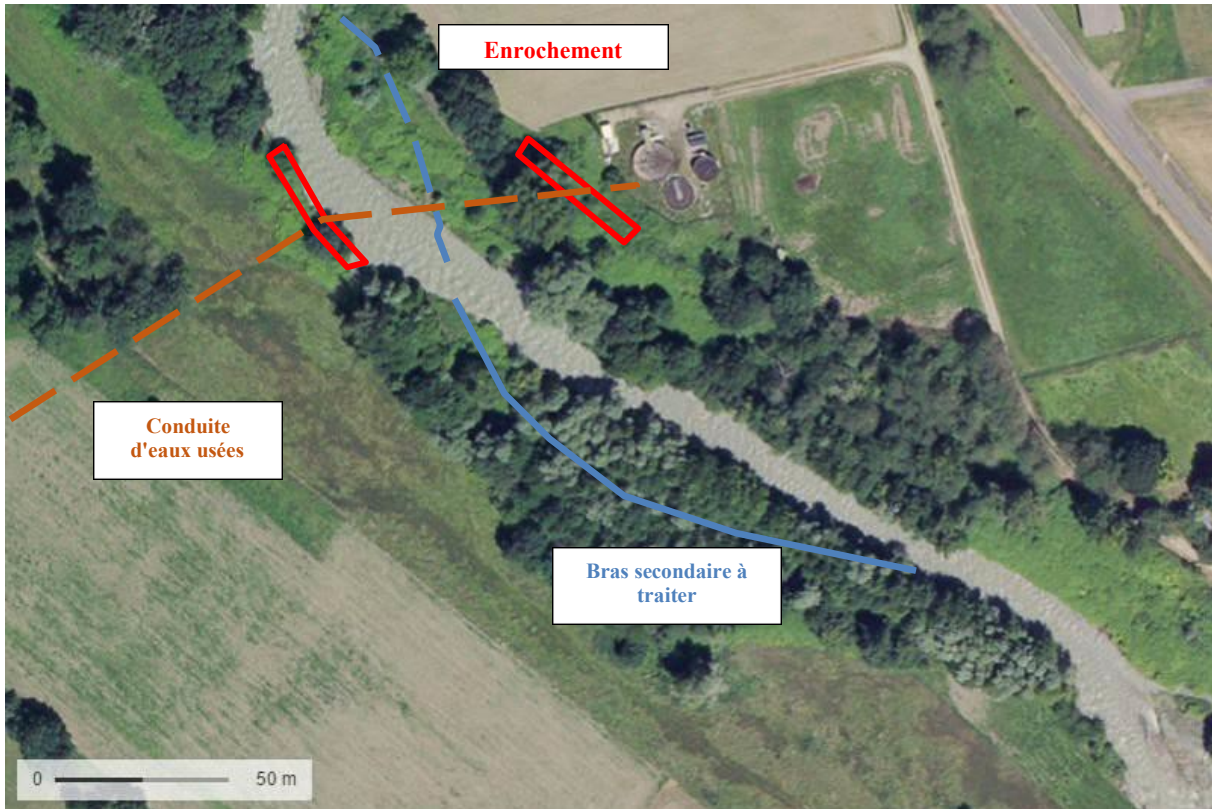 Enrochement
Conduite
d'eaux usées
Bras secondaire à
traiter
0 50 m